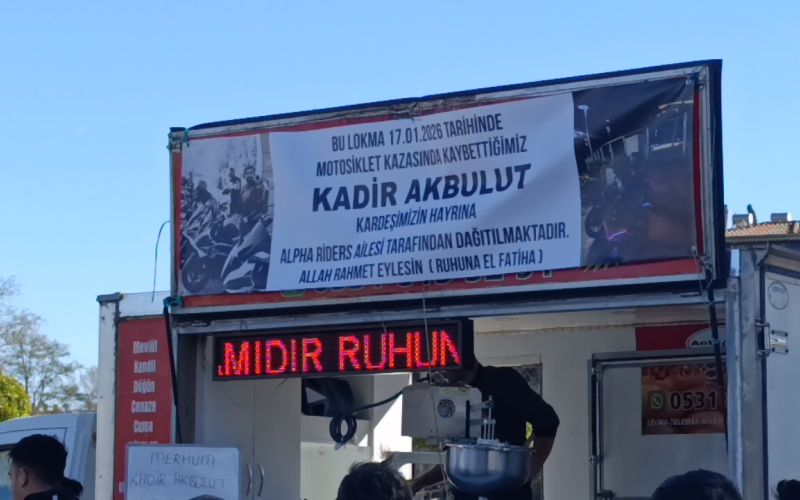 BU LOKMA 17.01.2026 TARİHİNDE
MOTOSİKLET KAZASINDA KAYBETTİĞİMİZ
KADİR AKBULUT
KARDEŞİMİZİN HAYRINA
ALPHA RIDERS AİLESİ TARAFINDAN DAĞITILMAKTADIR.
ALLAH RAHMET EYLESİN ( RUHUNA EL FATİHA )
MIDIR RUHUN
Mevlüt
Kandil
Düğün
Cenaze
Cuma
0531
MERHUM
KADİR AKBULUT